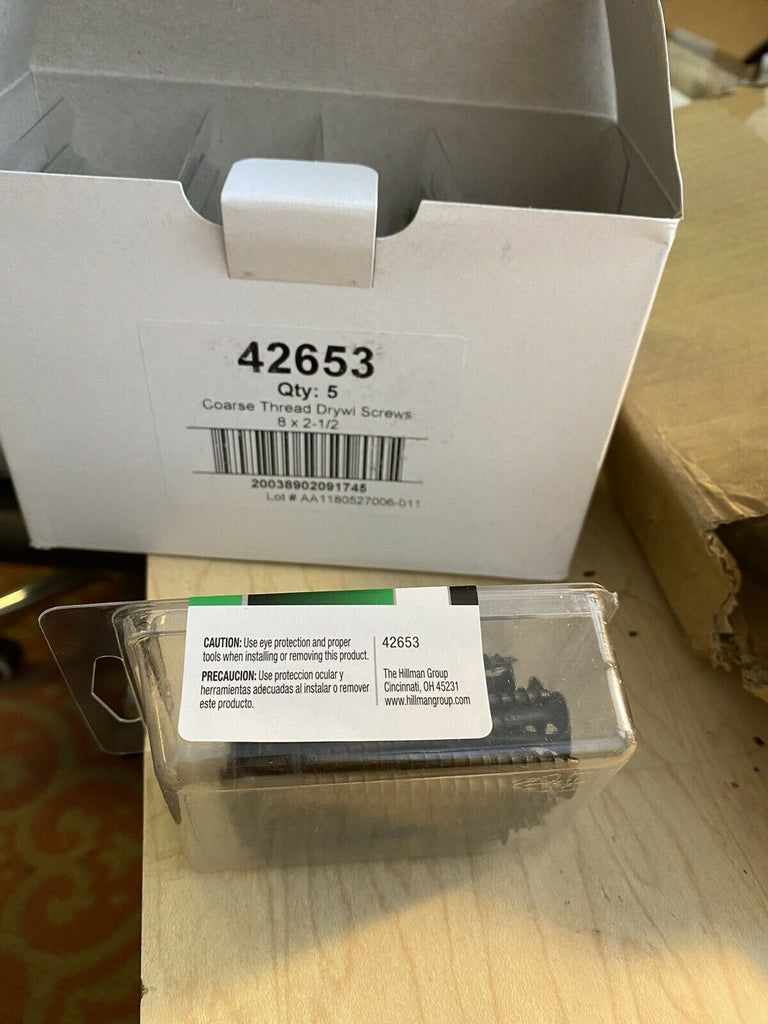 42653
Qty: 5
Coarse Thread Drywl Screws
8 x 2-1/2
20038902091745
Lot # AA1180527006-011
CAUTION: Use eye protection and proper
tools when installing or removing this product.
PRECAUCION: Use proteccion ocular y
herramientas adecuadas al instalar o remover
este producto.
42653
The Hillman Group
Cincinnati, OH 45231
www.hillmangroup.com